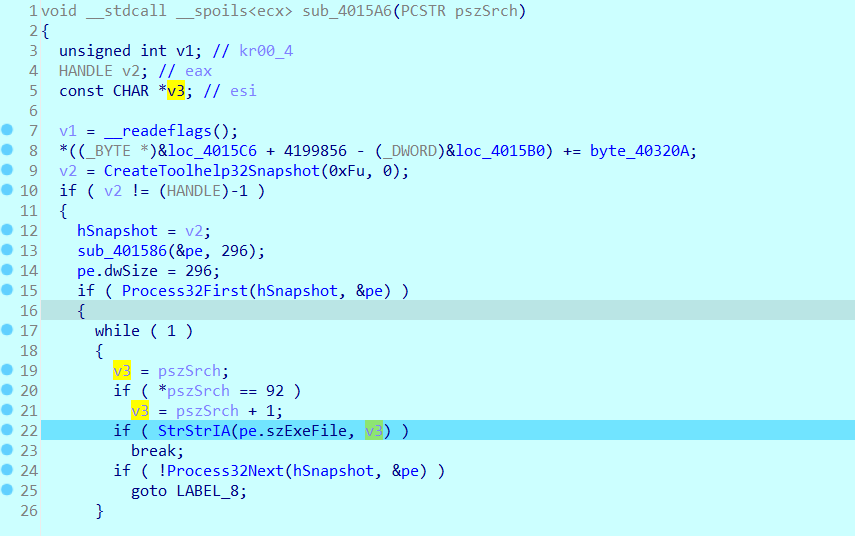 1 void __stdcall __spoils<ecx> sub_4015A6(PCSTR pszSrch)
2 {
3 unsigned int v1; // kr00_4
4 HANDLE v2; // eax
5 const CHAR *v3; // esi
6
7 v1 = __readeflags();
8 *((_BYTE *)&loc_4015C6 + 4199856 - (_DWORD)&loc_4015B0) += byte_40320A;
9 v2 = CreateToolhelp32Snapshot(0xFu, 0);
10 if ( v2 != (HANDLE)-1 )
11 {
12 hSnapshot = v2;
13 sub_401586(&pe, 296);
14 pe.dwSize = 296;
15 if ( Process32First(hSnapshot, &pe) )
16 {
17 while ( 1 )
18 {
19 v3 = pszSrch;
20 if ( *pszSrch == 92 )
21 v3 = pszSrch + 1;
22 if ( StrStrIA(pe.szExeFile, v3) )
23 break;
24 if ( !Process32Next(hSnapshot, &pe) )
25 goto LABEL_8;
26 }